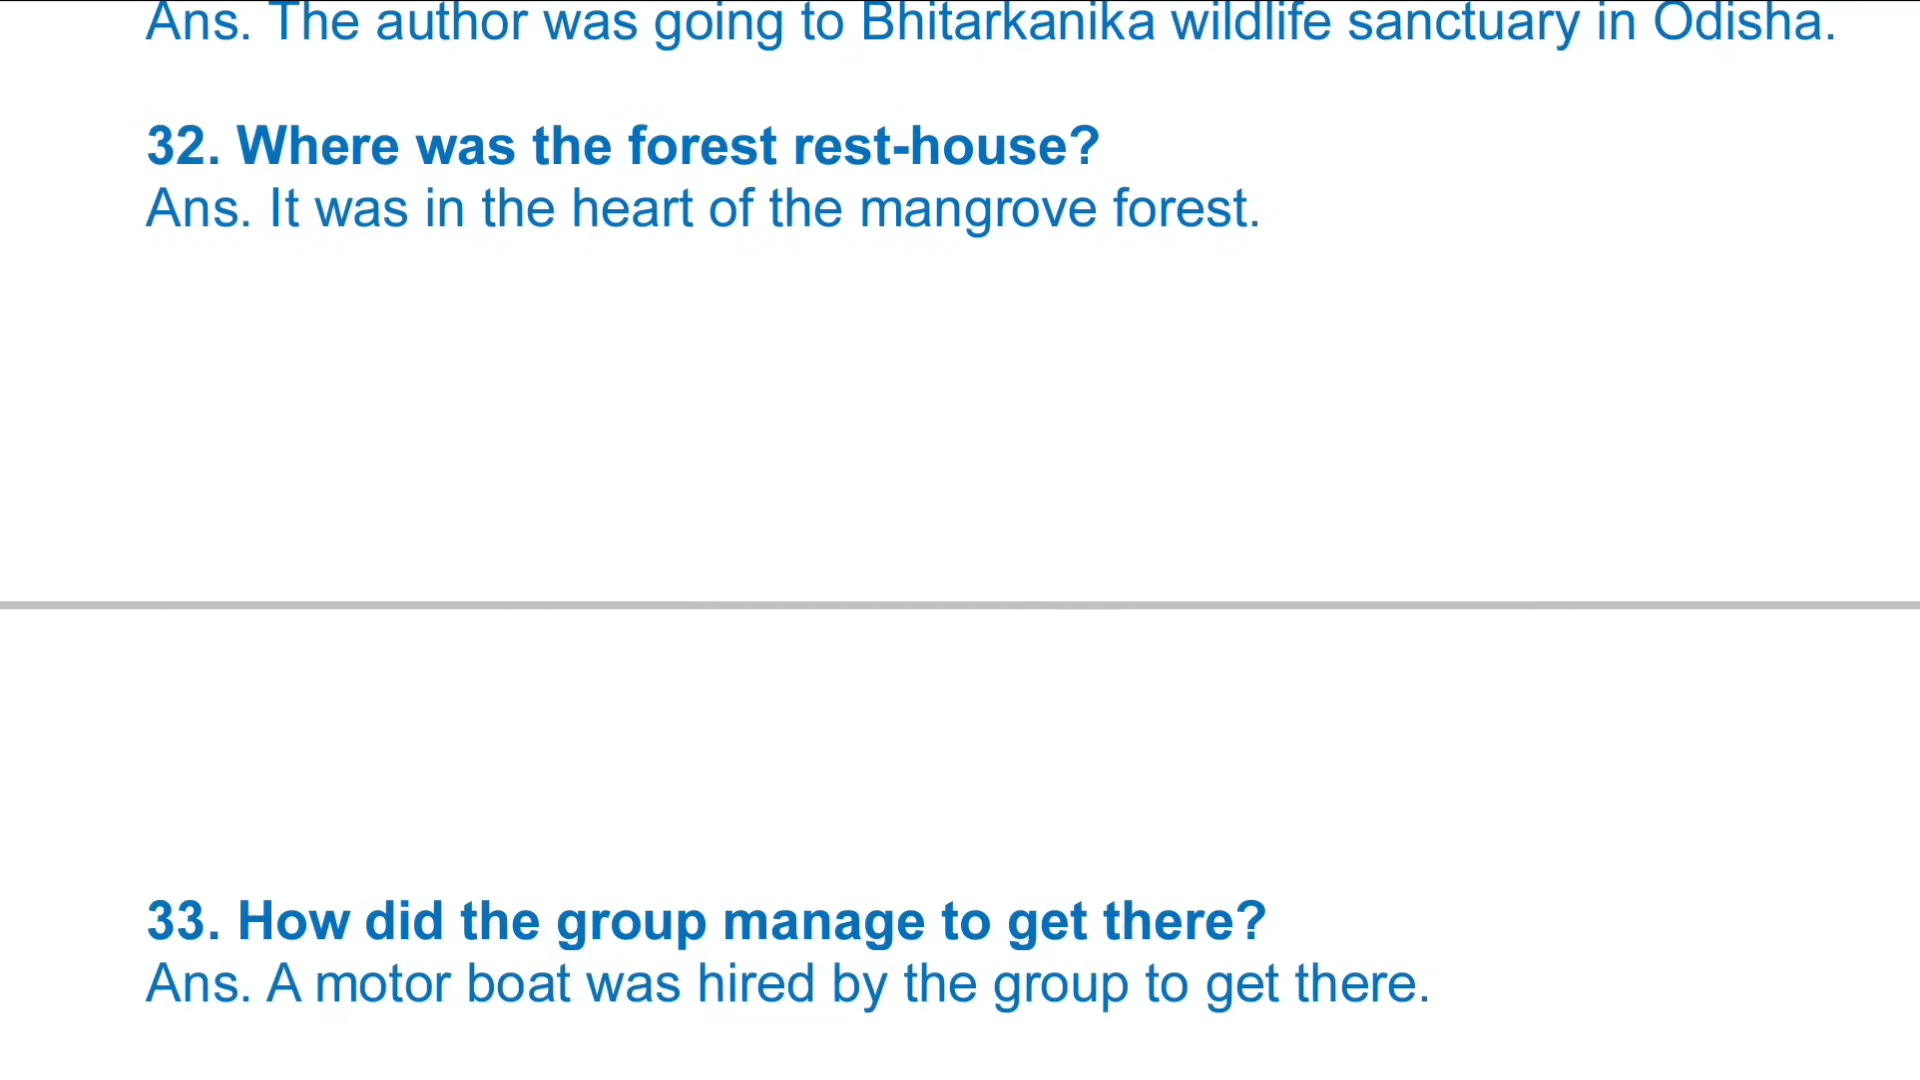 Ans. The author was going to Bhitarkanika wildlife sanctuary in Odisha.
32. Where was the forest rest-house?
Ans. It was in the heart of the mangrove forest.
33. How did the group manage to get there?
Ans. A motor boat was hired by the group to get there.